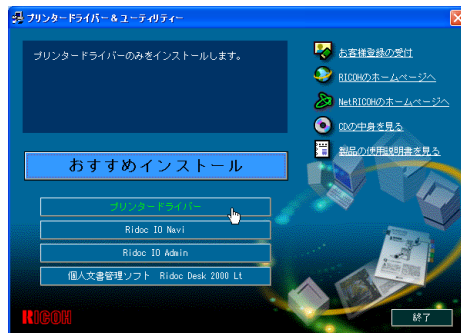 プリンタードライバー & ユーティリティー
プリンタードライバーのみをインストールします。
お客様登録の受付
RICOHのホームページへ
NetRICOHのホームページへ
CDの中身を見る
製品の使用説明書を見る
おすすめインストール
プリンタードライバー
Ridoc IO Navi
Ridoc IO Admin
個人文書管理ソフト Ridoc Desk 2000 Lt
RICOH
終了